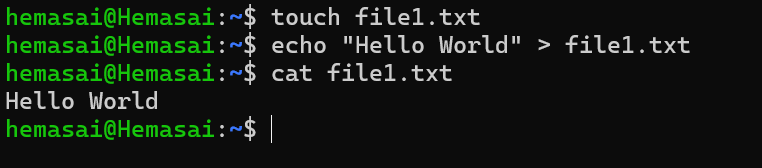 hemasai@Hemasai:~$ touch file1.txt
hemasai@Hemasai:~$ echo "Hello World" > file1.txt
hemasai@Hemasai:~$ cat file1.txt
Hello World
hemasai@Hemasai:~$